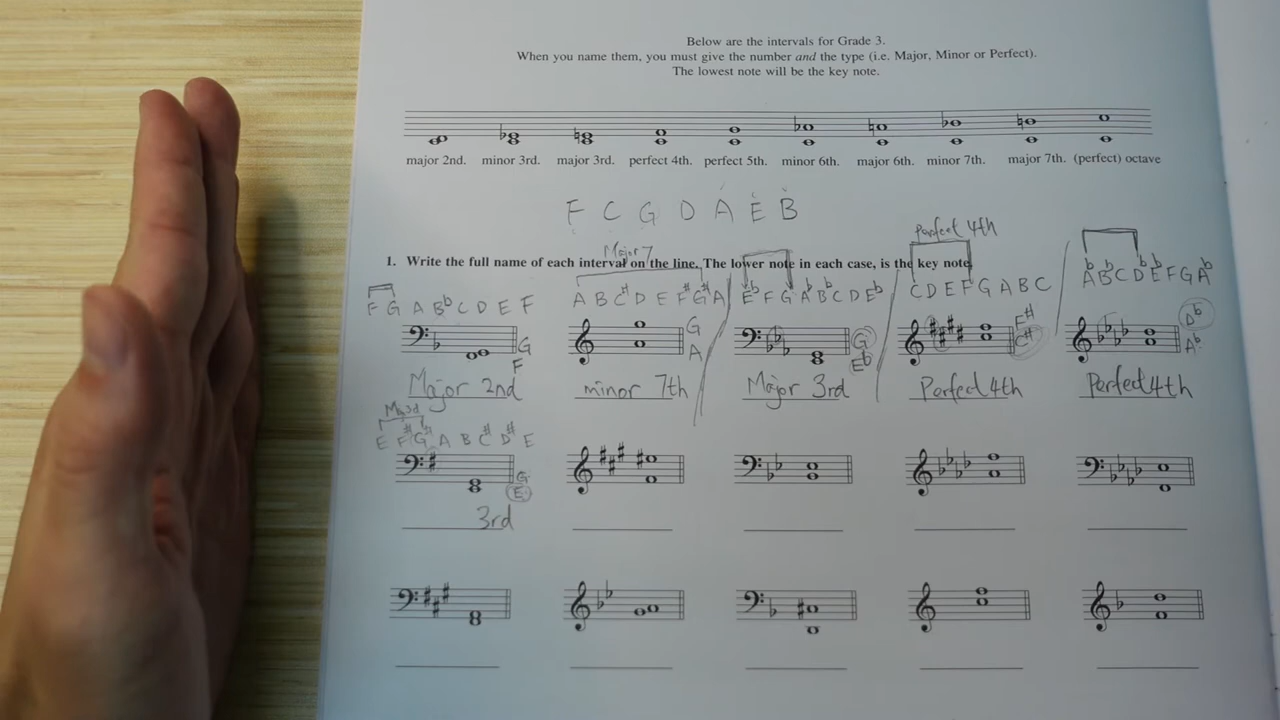 Below are the intervals for Grade 3.
When you name them, you must give the number and the type (i.e. Major, Minor or Perfect).
The lowest note will be the key note.
major 2nd. minor 3rd. major 3rd. perfect 4th. perfect 5th. minor 6th. major 6th. minor 7th. major 7th. (perfect) octave
F C G D A E B
Major 7 Perfect 4th
1. Write the full name of each interval on the line. The lower note in each case, is the key note
F G A B♭ C D E F A B C# D E F# G# A E♭ F G A♭ B♭ C D E♭ C D E F G A B C A♭ B♭ C D♭ E♭ F G A♭
G G G F# D♭
F A E♭ C# A♭
Major 2nd minor 7th Major 3rd Perfect 4th Perfect 4th
E F# G# A B C# D# E
G
E
3rd